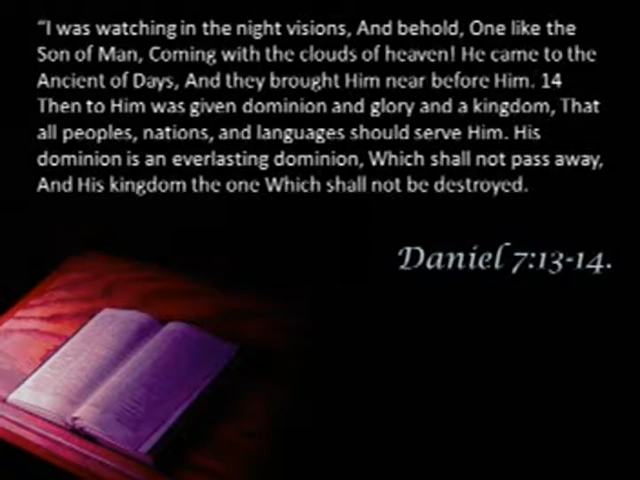 “I was watching in the night visions, And behold, One like the
Son of Man, Coming with the clouds of heaven! He came to the
Ancient of Days, And they brought Him near before Him. 14
Then to Him was given dominion and glory and a kingdom, That
all peoples, nations, and languages should serve Him. His
dominion is an everlasting dominion, Which shall not pass away,
And His kingdom the one Which shall not be destroyed.
Daniel 7:13-14.